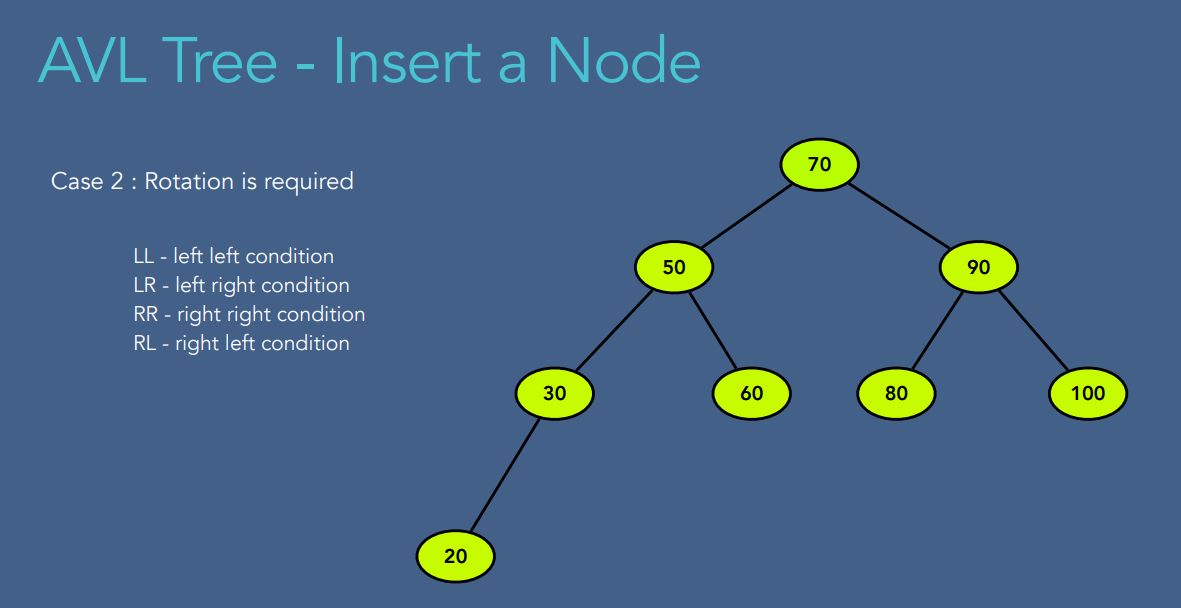 AVL Tree - Insert a Node
Case 2 : Rotation is required
LL - left left condition
LR - left right condition
RR - right right condition
RL - right left condition
70
50
90
30
60
80
100
20